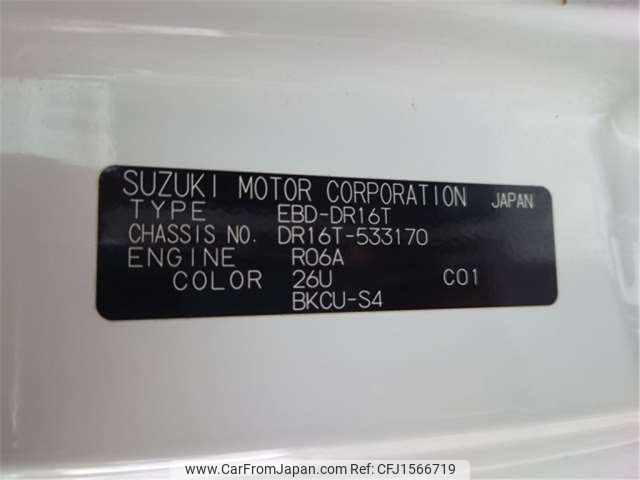 SUZUKI MOTOR CORPORATION JAPAN
TYPE EBD-DR16T
CHASSIS NO. DR16T-533170
ENGINE R06A
COLOR 26U C01
BKCU-S4
www.CarFromJapan.com - CFJ1566719